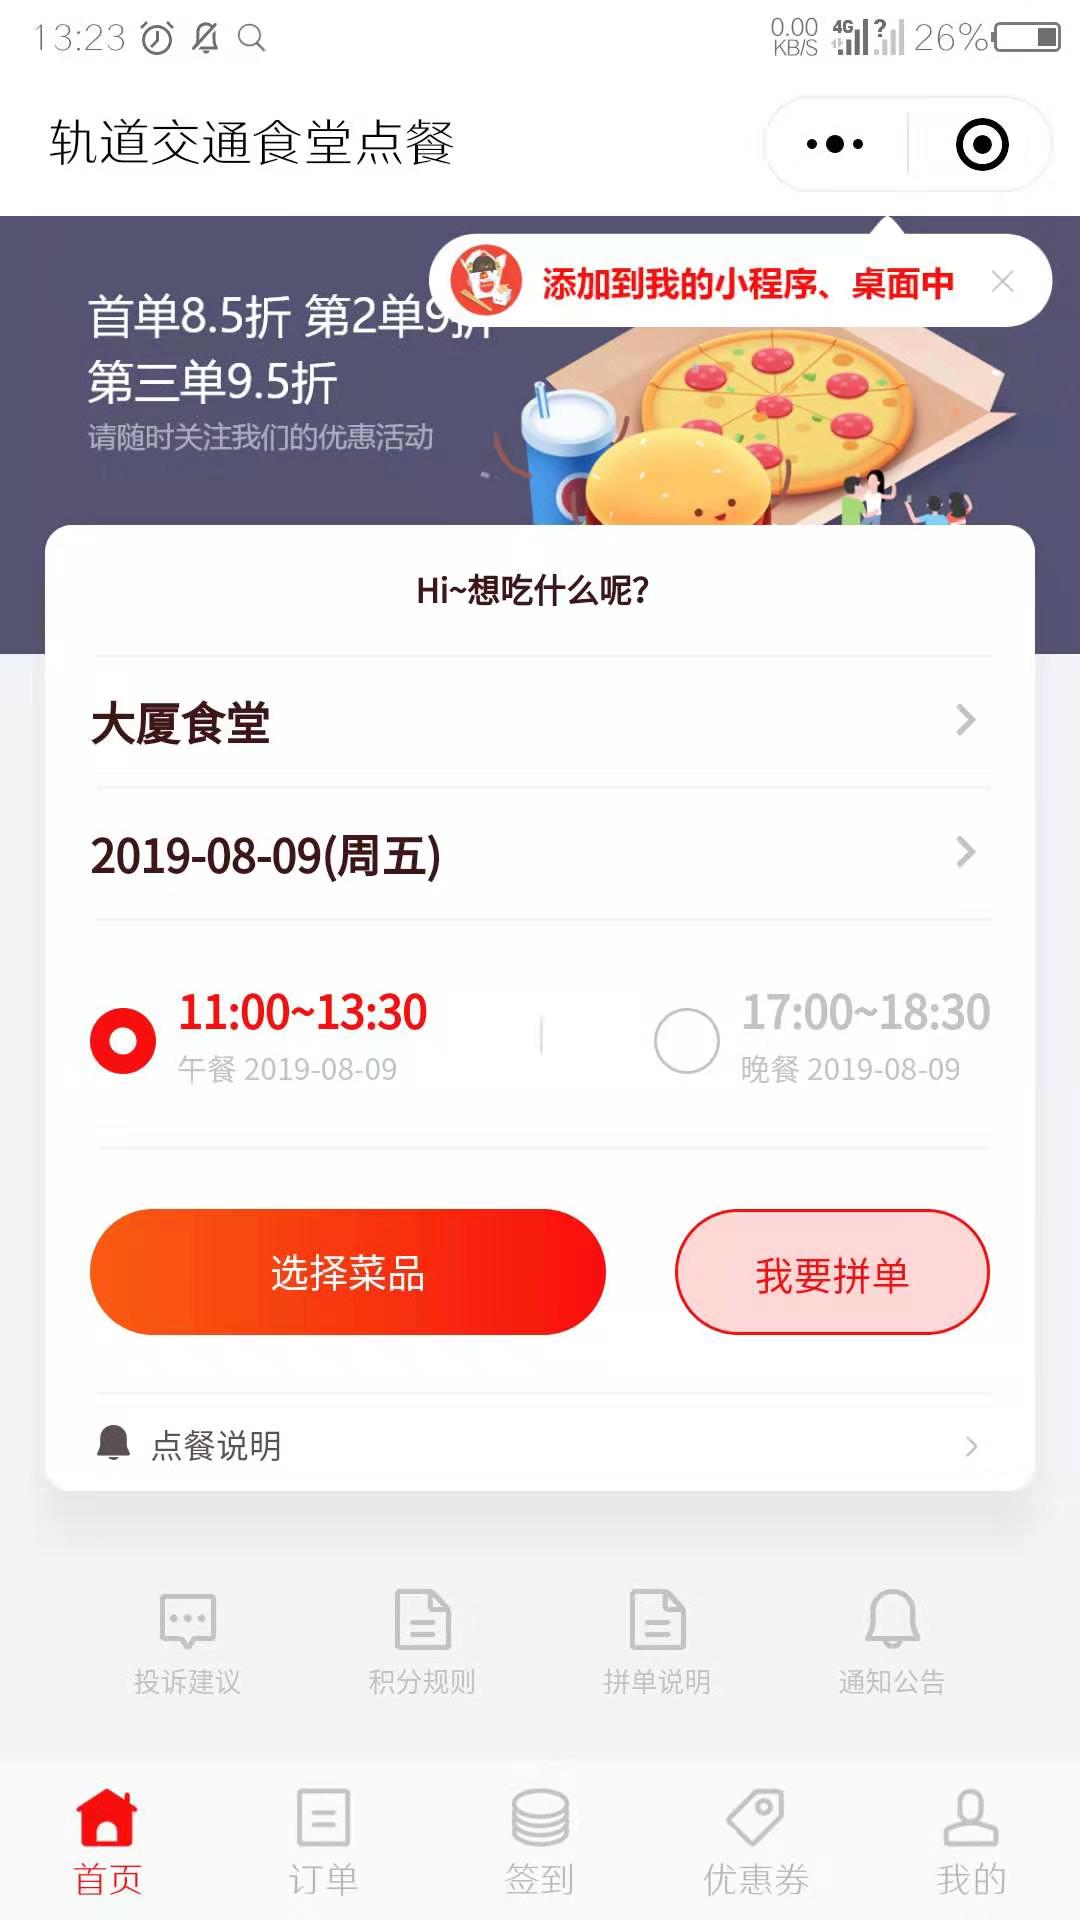 13:23
0.00 KB/S 4G ? 26%
轨道交通食堂点餐
添加到我的小程序、桌面中
首单8.5折 第2单9折
第三单9.5折
请随时关注我们的优惠活动
Hi~想吃什么呢?
大厦食堂
2019-08-09(周五)
11:00~13:30
午餐 2019-08-09
17:00~18:30
晚餐 2019-08-09
选择菜品
我要拼单
点餐说明
投诉建议
积分规则
拼单说明
通知公告
首页
订单
签到
优惠券
我的